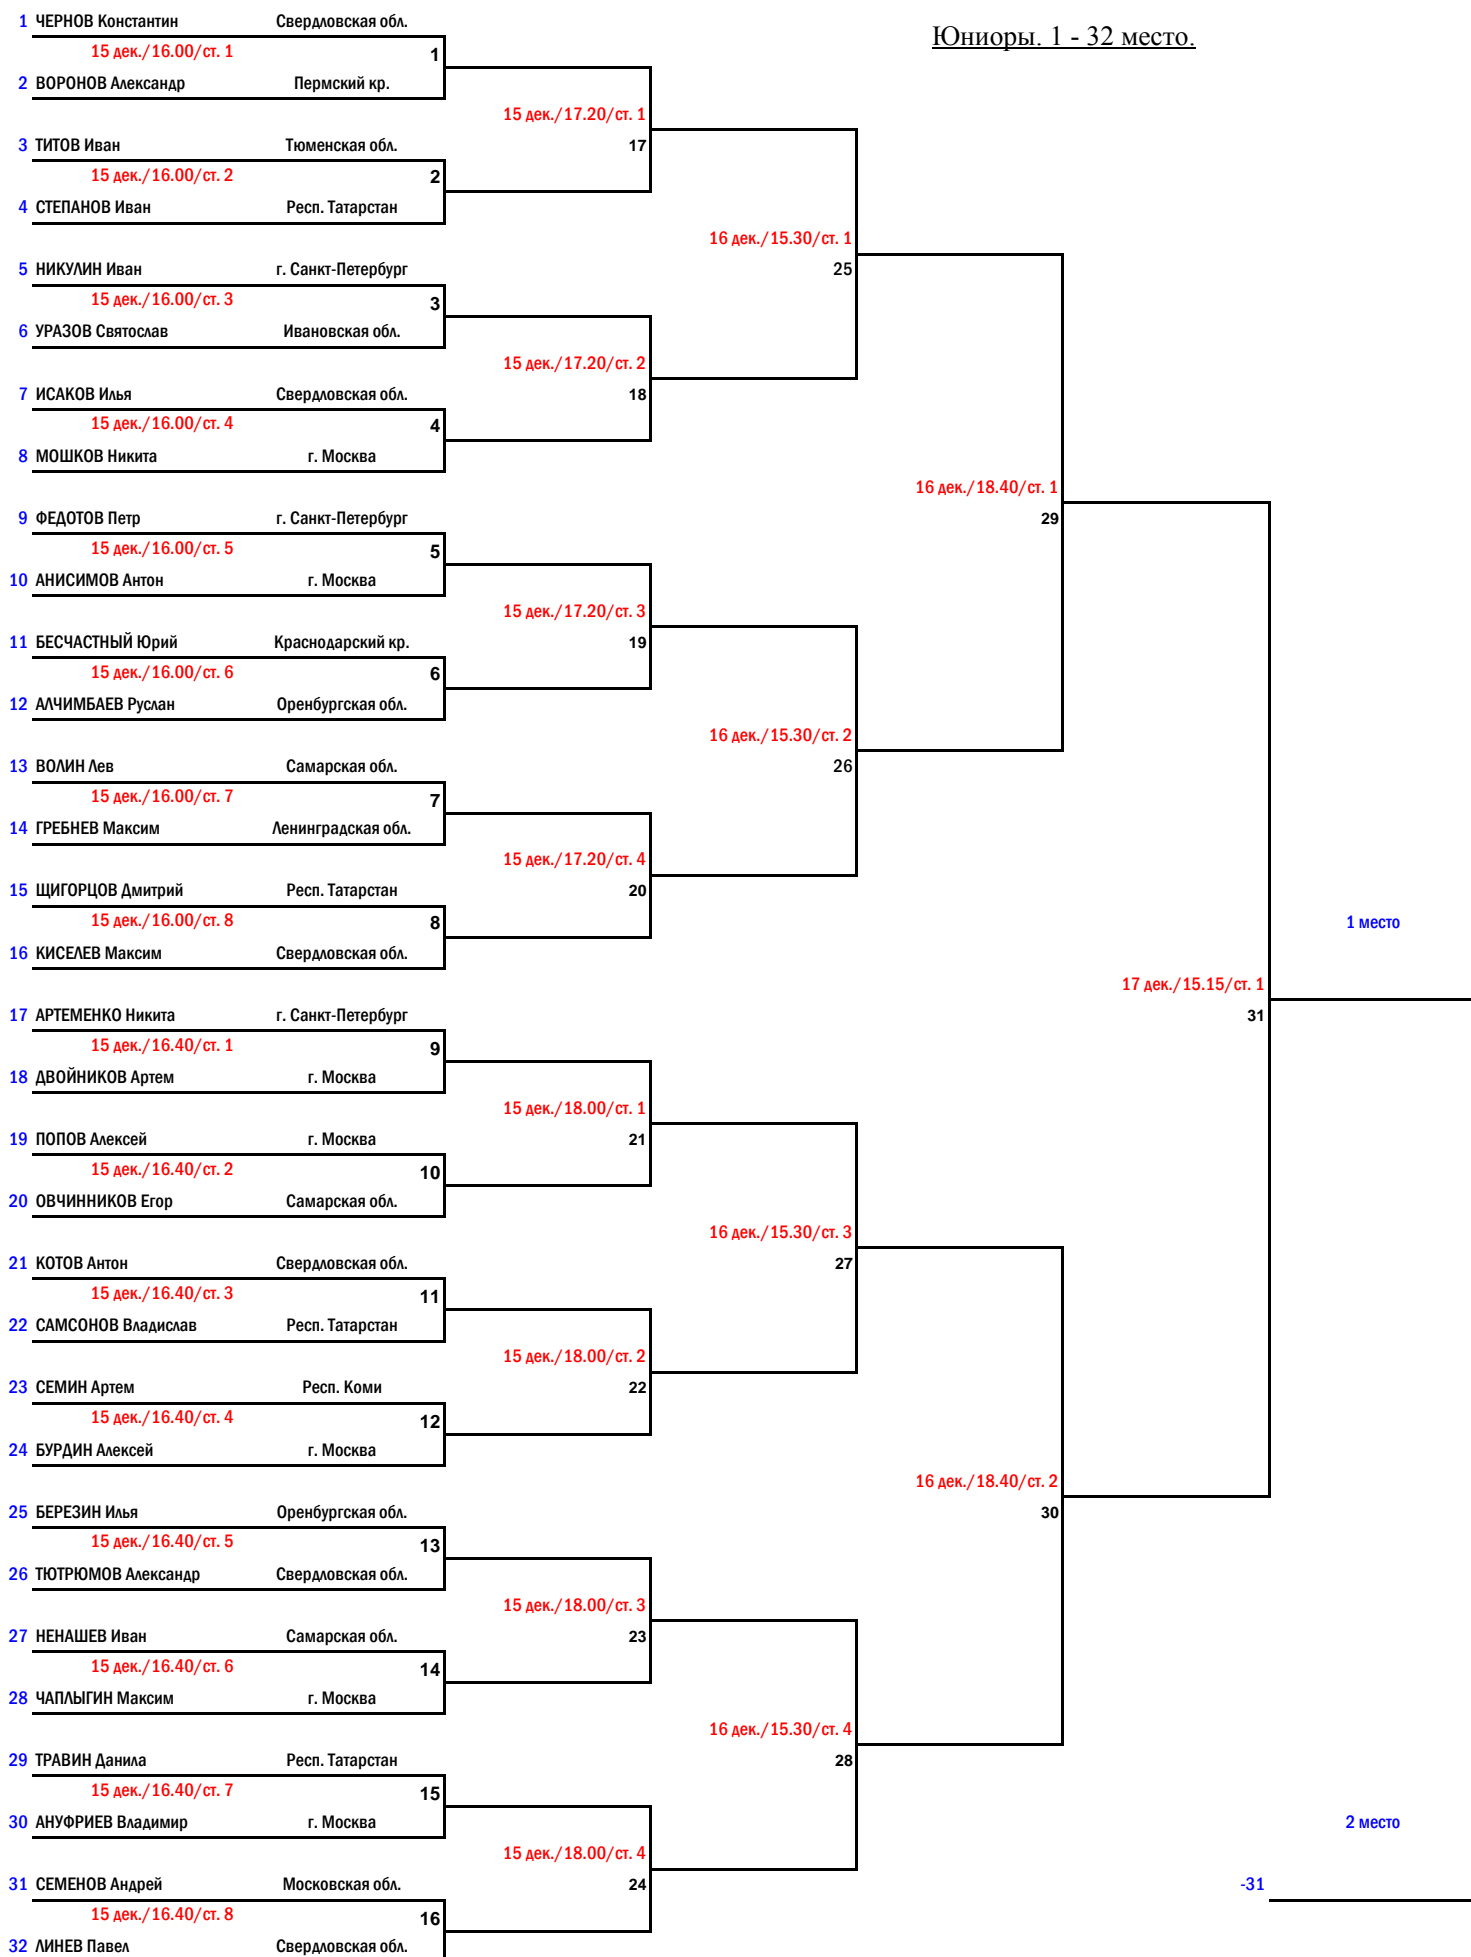 Юниоры. 1 - 32 место.
1 ЧЕРНОВ Константин Свердловская обл.
15 дек./16.00/ст. 1 1
2 ВОРОНОВ Александр Пермский кр.
15 дек./17.20/ст. 1
3 ТИТОВ Иван Тюменская обл. 17
15 дек./16.00/ст. 2 2
4 СТЕПАНОВ Иван Респ. Татарстан
16 дек./15.30/ст. 1
5 НИКУЛИН Иван г. Санкт-Петербург 25
15 дек./16.00/ст. 3 3
6 УРАЗОВ Святослав Ивановская обл.
15 дек./17.20/ст. 2
7 ИСАКОВ Илья Свердловская обл. 18
15 дек./16.00/ст. 4 4
8 МОШКОВ Никита г. Москва
16 дек./18.40/ст. 1
9 ФЕДОТОВ Петр г. Санкт-Петербург 29
15 дек./16.00/ст. 5 5
10 АНИСИМОВ Антон г. Москва
15 дек./17.20/ст. 3
11 БЕСЧАСТНЫЙ Юрий Краснодарский кр. 19
15 дек./16.00/ст. 6 6
12 АЛЧИМБАЕВ Руслан Оренбургская обл.
16 дек./15.30/ст. 2
13 ВОЛИН Лев Самарская обл. 26
15 дек./16.00/ст. 7 7
14 ГРЕБНЕВ Максим Ленинградская обл.
15 дек./17.20/ст. 4
15 ЩИГОРЦОВ Дмитрий Респ. Татарстан 20
15 дек./16.00/ст. 8 8 1 место
16 КИСЕЛЕВ Максим Свердловская обл.
17 дек./15.15/ст. 1
17 АРТЕМЕНКО Никита г. Санкт-Петербург 31
15 дек./16.40/ст. 1 9
18 ДВОЙНИКОВ Артем г. Москва
15 дек./18.00/ст. 1
19 ПОПОВ Алексей г. Москва 21
15 дек./16.40/ст. 2 10
20 ОВЧИННИКОВ Егор Самарская обл.
16 дек./15.30/ст. 3
21 КОТОВ Антон Свердловская обл. 27
15 дек./16.40/ст. 3 11
22 САМСОНОВ Владислав Респ. Татарстан
15 дек./18.00/ст. 2
23 СЕМИН Артем Респ. Коми 22
15 дек./16.40/ст. 4 12
24 БУРДИН Алексей г. Москва
16 дек./18.40/ст. 2
25 БЕРЕЗИН Илья Оренбургская обл. 30
15 дек./16.40/ст. 5 13
26 ТЮТРЮМОВ Александр Свердловская обл.
15 дек./18.00/ст. 3
27 НЕНАШЕВ Иван Самарская обл. 23
15 дек./16.40/ст. 6 14
28 ЧАПЛЫГИН Максим г. Москва
16 дек./15.30/ст. 4
29 ТРАВИН Данила Респ. Татарстан 28
15 дек./16.40/ст. 7 15
30 АНУФРИЕВ Владимир г. Москва 2 место
15 дек./18.00/ст. 4
31 СЕМЕНОВ Андрей Московская обл. 24 -31
15 дек./16.40/ст. 8 16
32 ЛИНЕВ Павел Свердловская обл.